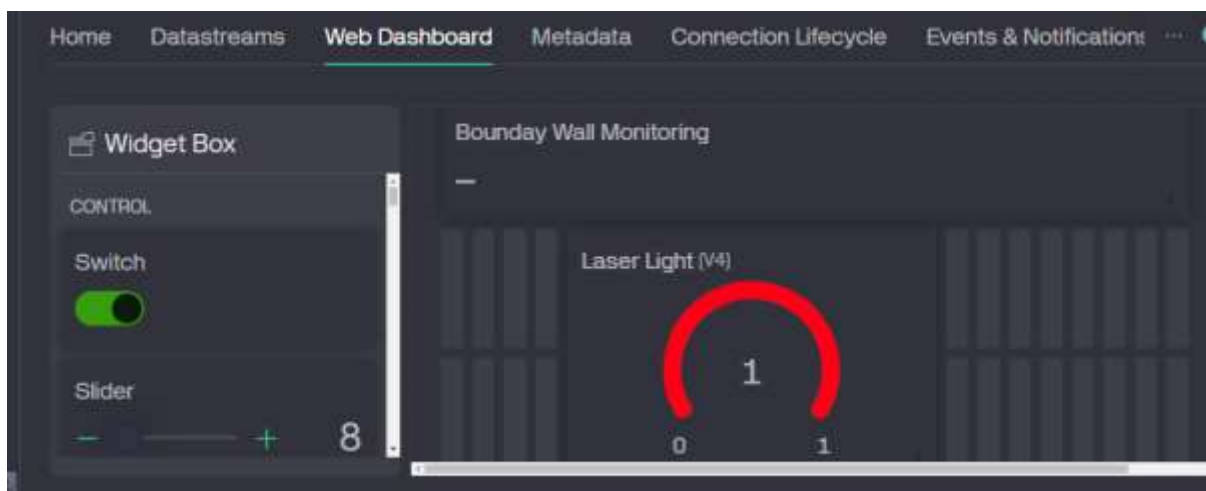 Home Datastreams Web Dashboard Metadata Connection Lifecycle Events & Notifications ...
Widget Box
CONTROL
Switch
Slider
– + 8
Bounday Wall Monitoring
–
Laser Light (V4)
1
0 1